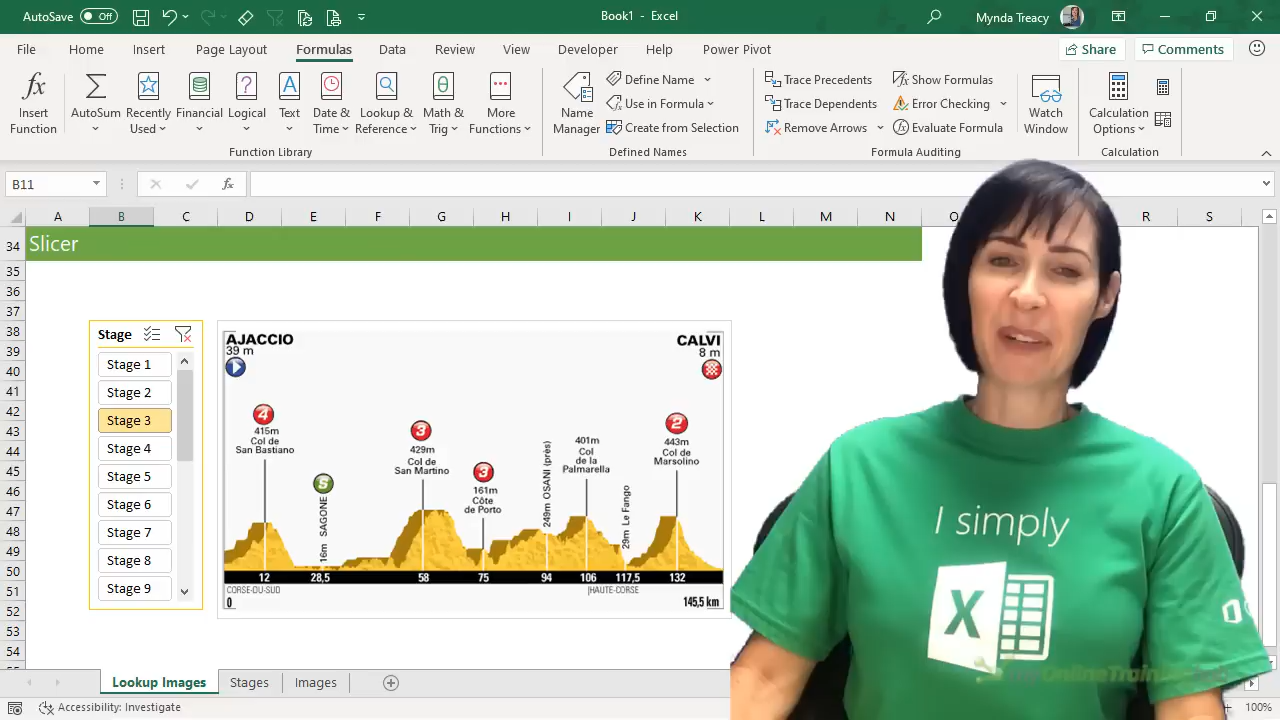 AutoSave Off
Book1 - Excel
Mynda Treacy
File Home Insert Page Layout Formulas Data Review View Developer Help Power Pivot
Share Comments
fx
Insert Function
AutoSum
Recently Used
Financial
Logical
Text
Date & Time
Lookup & Reference
Math & Trig
More Functions
Function Library
Name Manager
Define Name
Use in Formula
Create from Selection
Defined Names
Trace Precedents
Trace Dependents
Remove Arrows
Show Formulas
Error Checking
Evaluate Formula
Formula Auditing
Watch Window
Calculation Options
Calculation
B11
fx
A B C D E F G H I J K L M N O R S
34
Slicer
35
36
37
38
39
40
41
42
43
44
45
46
47
48
49
50
51
52
53
54
Stage
Stage 1
Stage 2
Stage 3
Stage 4
Stage 5
Stage 6
Stage 7
Stage 8
Stage 9
AJACCIO
39 m
CALVI
8 m
4
415m
Col de
San Bastiano
S
16m SAGONE
3
429m
Col de
San Martino
3
161m
Côte
de Porto
249m OSANI (près)
401m
Col
de la
Palmarella
29m Le Fango
2
443m
Col de
Marsolino
12 28,5 58 75 94 106 117,5 132
CORSE-DU-SUD
HAUTE-CORSE
0
145,5 km
I simply
X
Lookup Images Stages Images
Accessibility: Investigate
100%